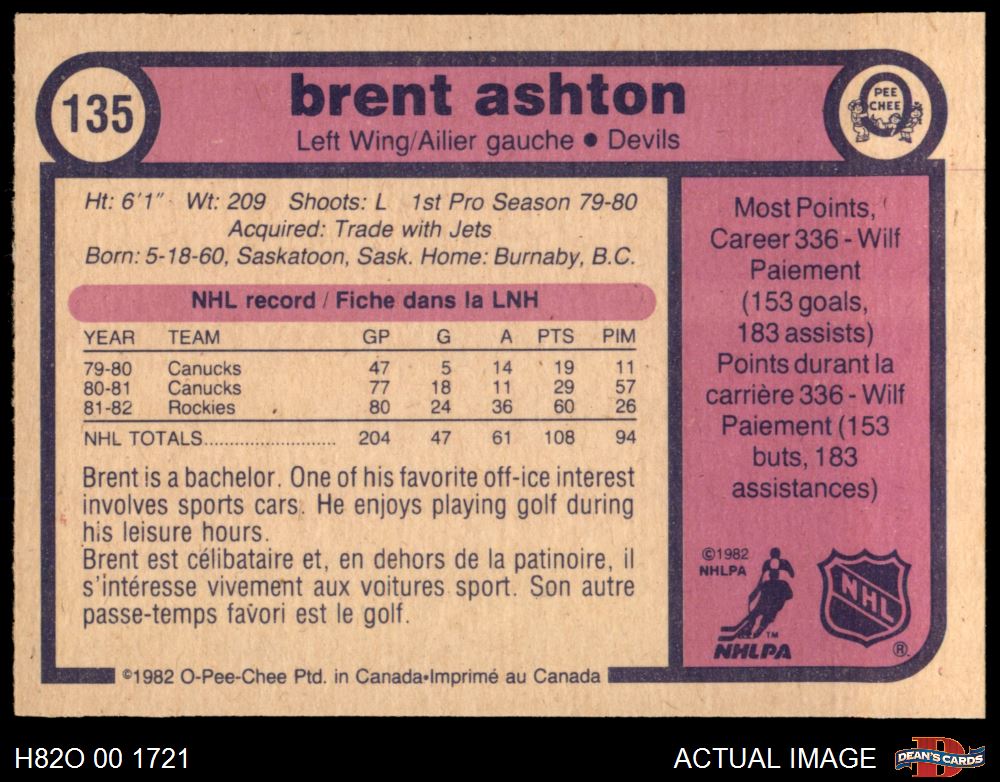 135
brent ashton
Left Wing/Ailier gauche ● Devils
O
PEE
CHEE
Ht: 6'1" Wt: 209 Shoots: L 1st Pro Season 79-80
Acquired: Trade with Jets
Born: 5-18-60, Saskatoon, Sask. Home: Burnaby, B.C.
NHL record / Fiche dans la LNH
YEAR TEAM GP G A PTS PIM
79-80 Canucks 47 5 14 19 11
80-81 Canucks 77 18 11 29 57
81-82 Rockies 80 24 36 60 26
NHL TOTALS........................... 204 47 61 108 94
Brent is a bachelor. One of his favorite off-ice interest
involves sports cars. He enjoys playing golf during
his leisure hours.
Brent est célibataire et, en dehors de la patinoire, il
s'intéresse vivement aux voitures sport. Son autre
passe-temps favori est le golf.
©1982 O-Pee-Chee Ptd. in Canada•Imprimé au Canada
Most Points,
Career 336 - Wilf
Paiement
(153 goals,
183 assists)
Points durant la
carrière 336 - Wilf
Paiement (153
buts, 183
assistances)
©1982
NHLPA
TM
NHLPA
NHL
®
H82O 00 1721
ACTUAL IMAGE
D
DEAN'S CARDS